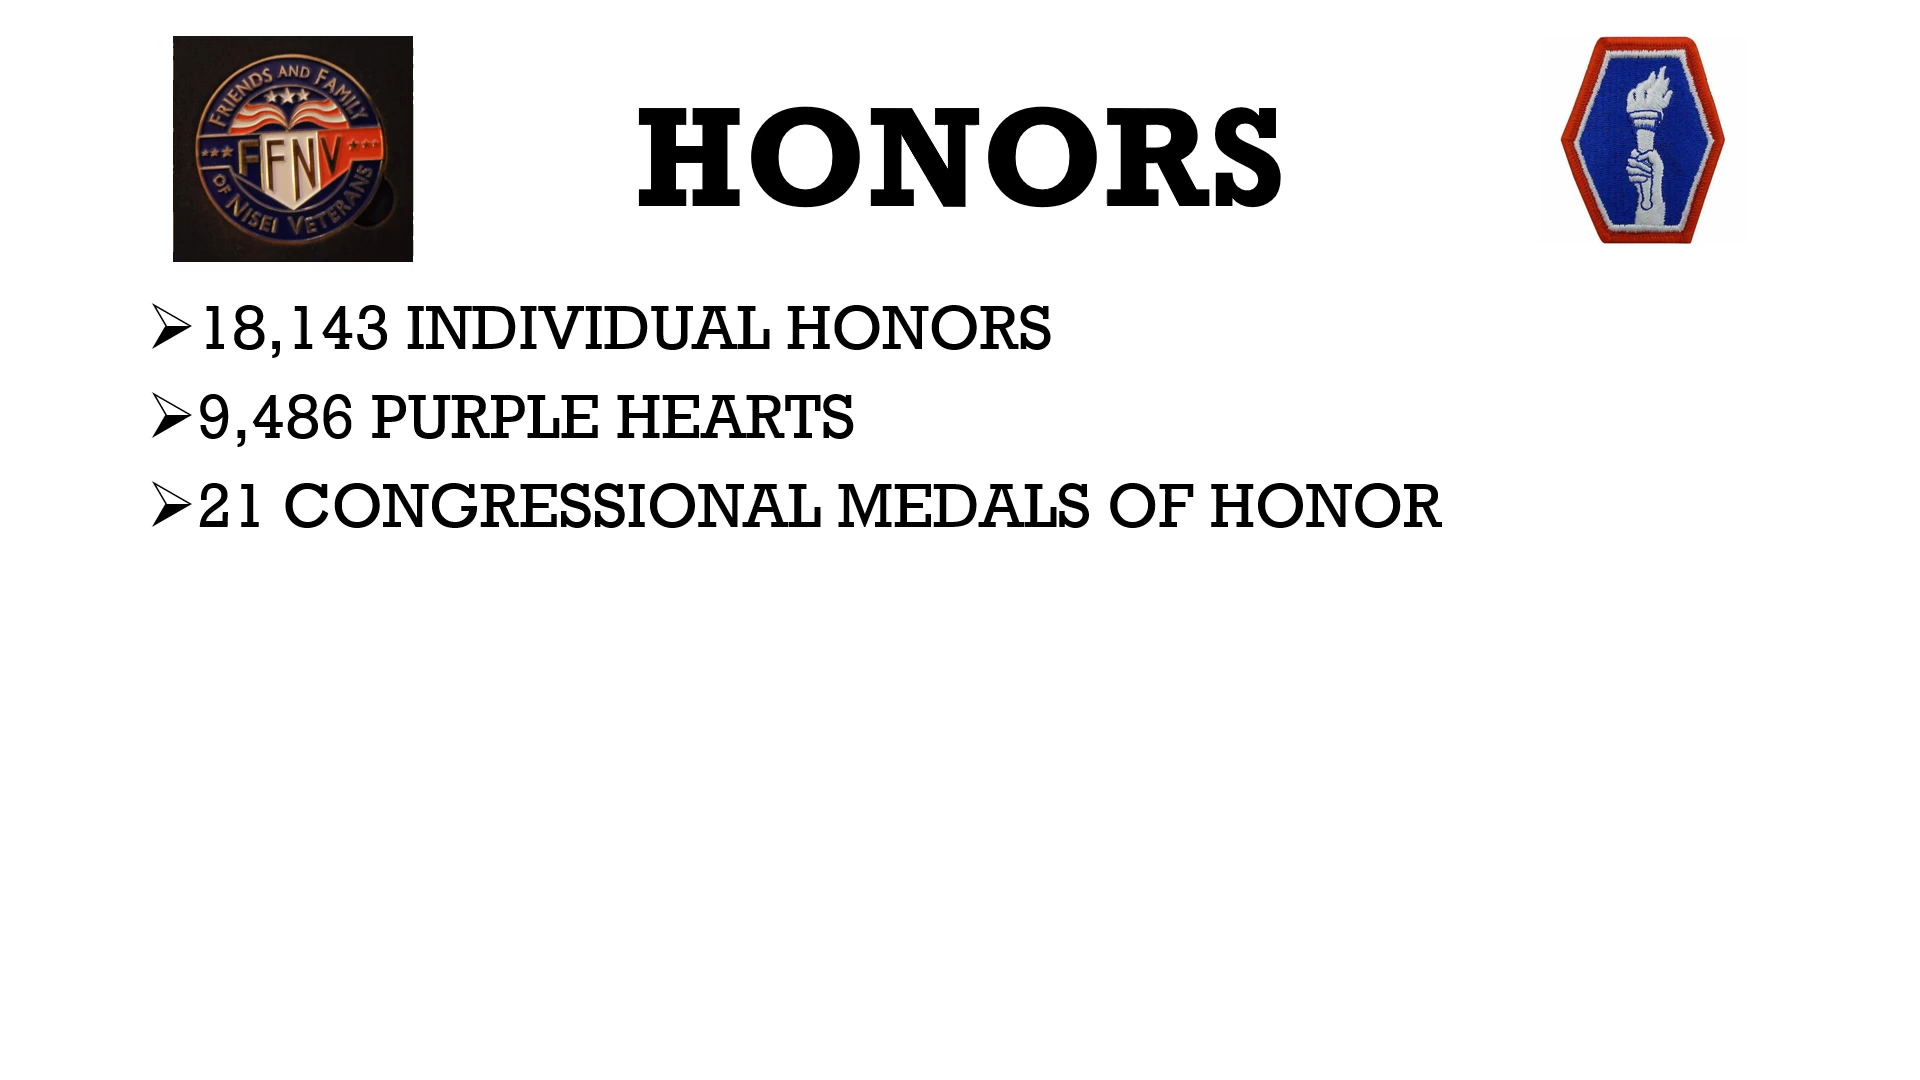 FRIENDS AND FAMILY
FFNV
OF NISEI VETERANS
HONORS
➢18,143 INDIVIDUAL HONORS
➢9,486 PURPLE HEARTS
➢21 CONGRESSIONAL MEDALS OF HONOR